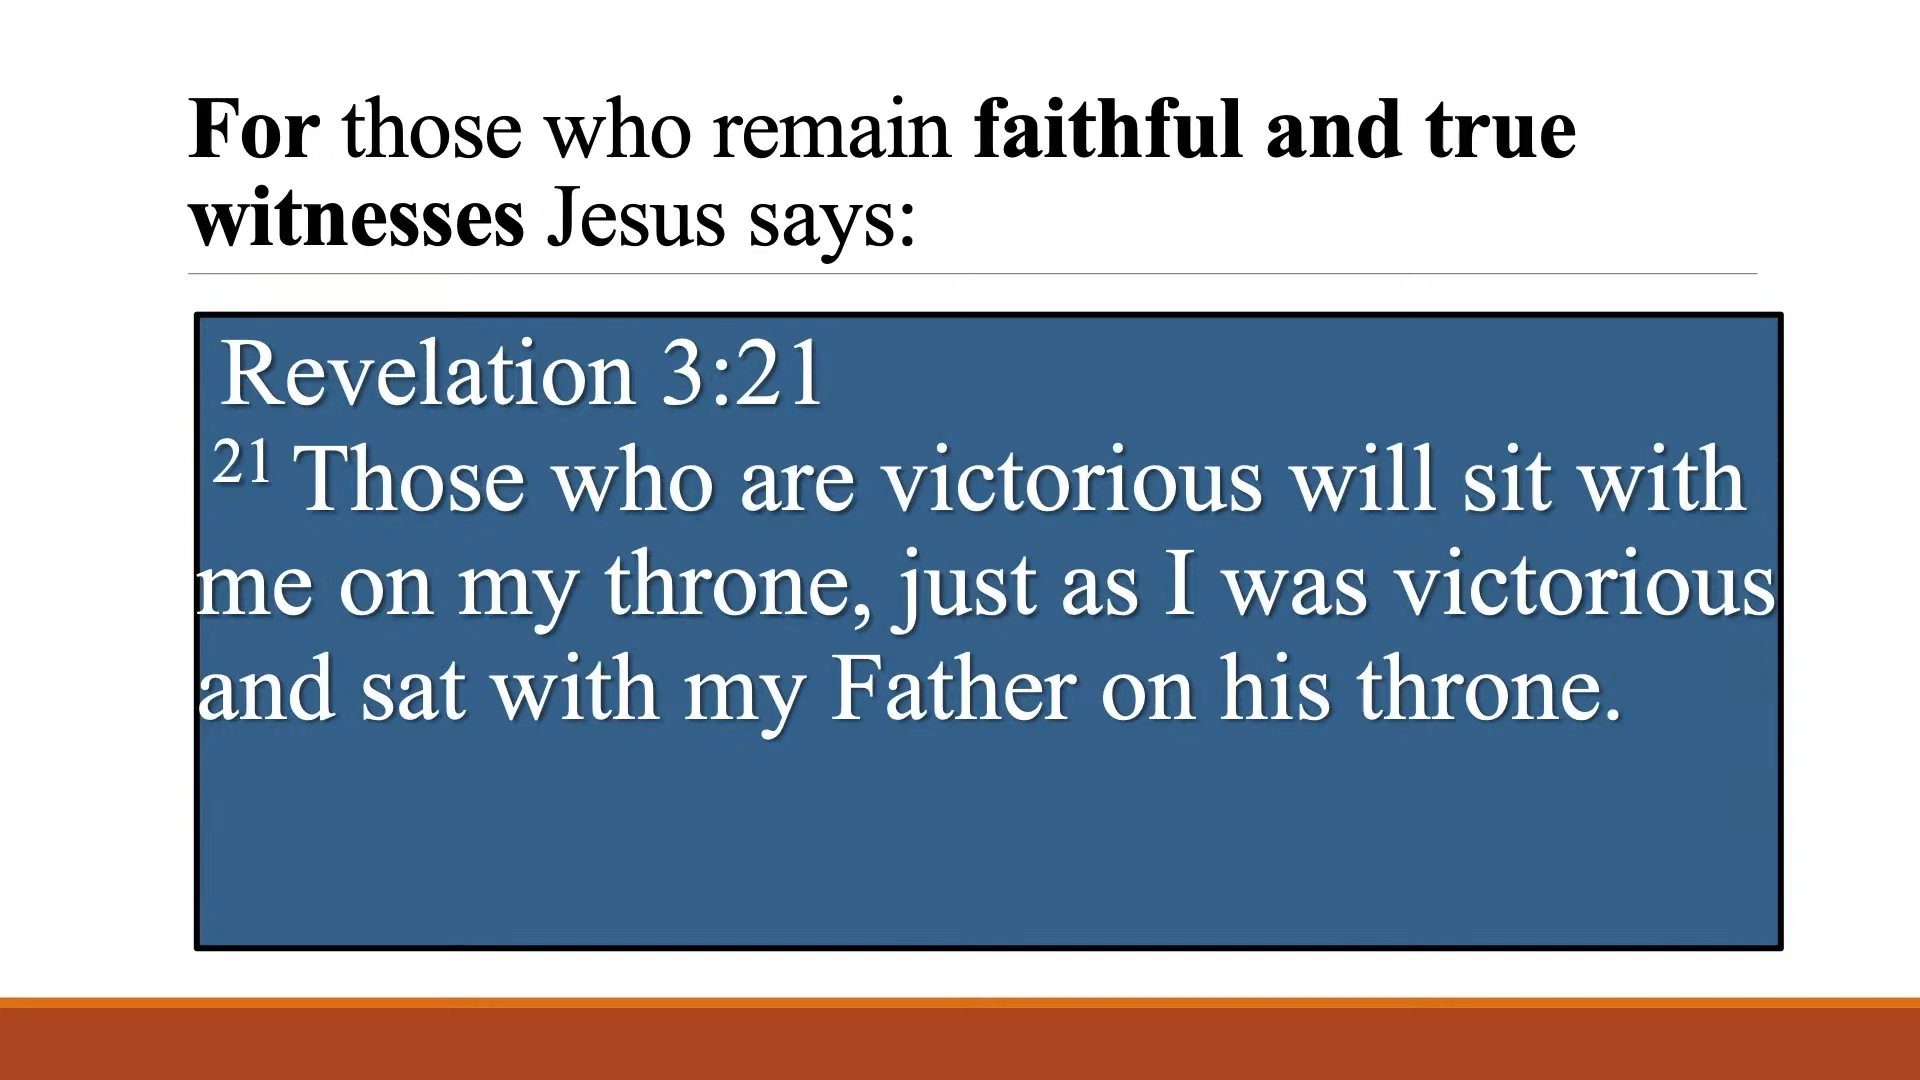 For those who remain faithful and true
witnesses Jesus says:
Revelation 3:21
21 Those who are victorious will sit with
me on my throne, just as I was victorious
and sat with my Father on his throne.